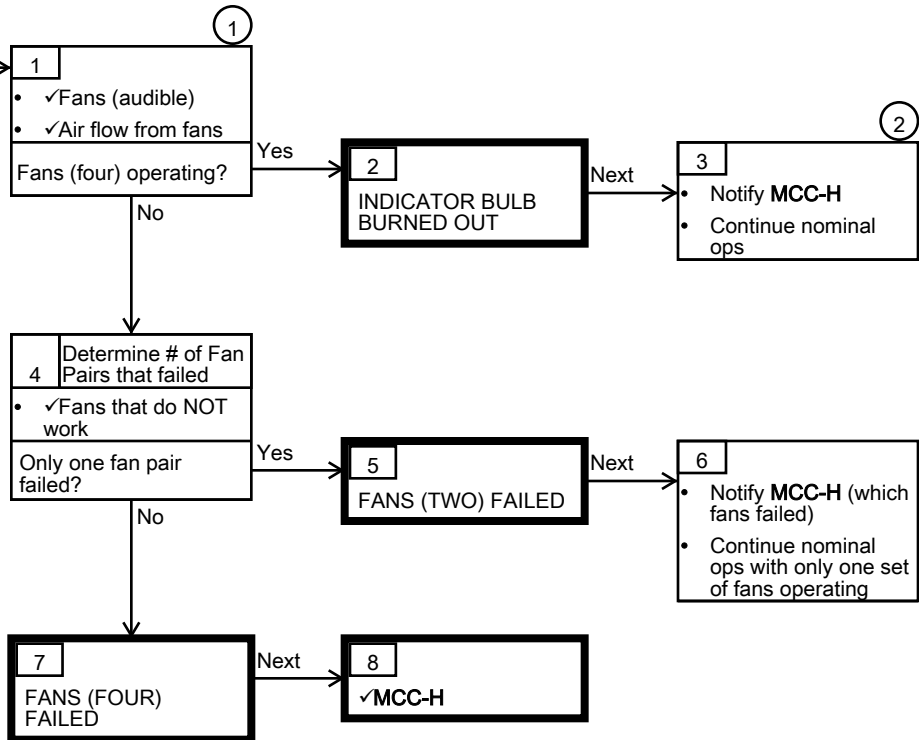 1
1
• ✓Fans (audible)
• ✓Air flow from fans
Fans (four) operating?
Yes
No
2
INDICATOR BULB
BURNED OUT
Next
2
3
• Notify MCC-H
• Continue nominal
ops
4
Determine # of Fan
Pairs that failed
• ✓Fans that do NOT
work
Only one fan pair
failed?
Yes
No
5
FANS (TWO) FAILED
Next
6
• Notify MCC-H (which
fans failed)
• Continue nominal
ops with only one set
of fans operating
7
FANS (FOUR)
FAILED
Next
8
✓MCC-H